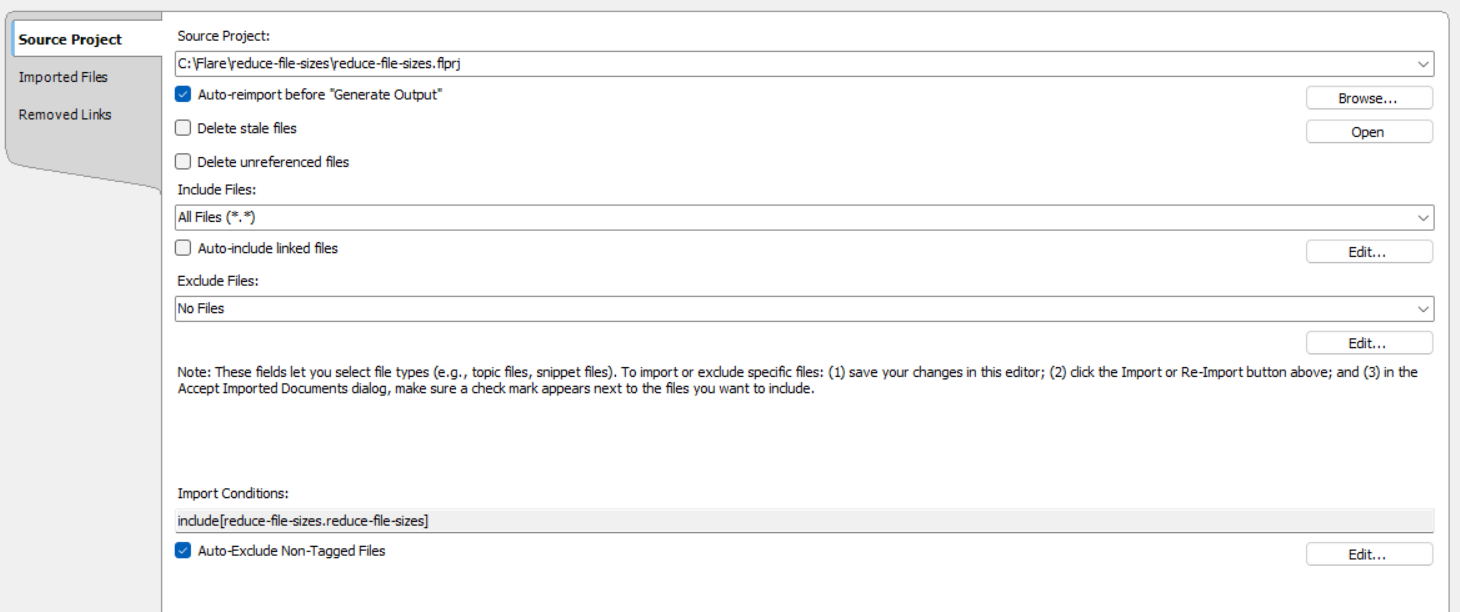 Source Project
Imported Files
Removed Links
Source Project:
C:\Flare\reduce-file-sizes\reduce-file-sizes.flprj
Auto-reimport before "Generate Output"
Browse...
Delete stale files
Open
Delete unreferenced files
Include Files:
All Files (*.*)
Auto-include linked files
Edit...
Exclude Files:
No Files
Edit...
Note: These fields let you select file types (e.g., topic files, snippet files). To import or exclude specific files: (1) save your changes in this editor; (2) click the Import or Re-Import button above; and (3) in the
Accept Imported Documents dialog, make sure a check mark appears next to the files you want to include.
Import Conditions:
include[reduce-file-sizes.reduce-file-sizes]
Auto-Exclude Non-Tagged Files
Edit...